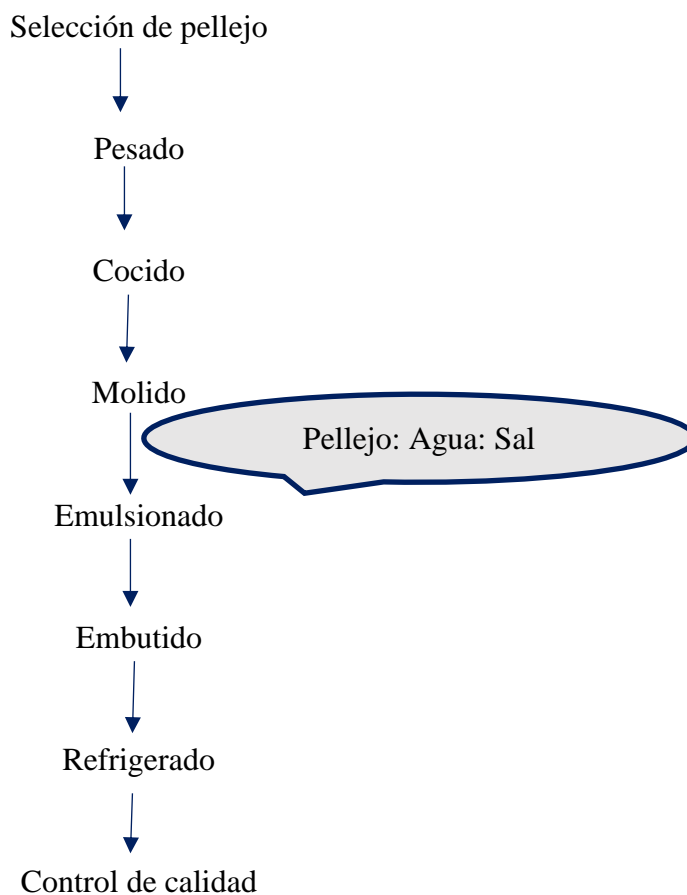 Selección de pellejo
Pesado
Cocido
Molido
Pellejo: Agua: Sal
Emulsionado
Embutido
Refrigerado
Control de calidad